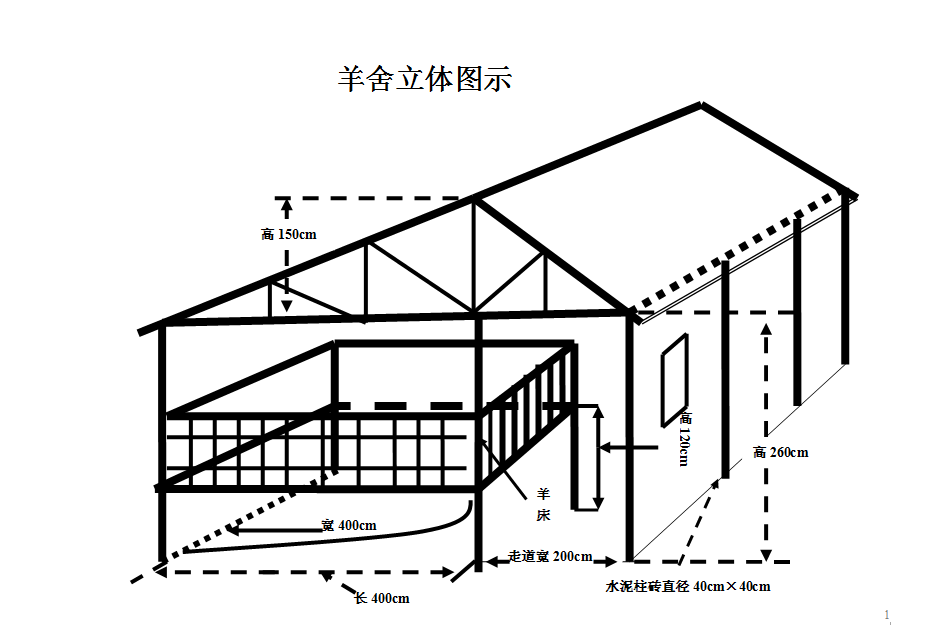 羊舍立体图示
高 150cm
高 120cm
高 260cm
羊
床
宽 400cm
走道宽 200cm
水泥柱砖直径 40cm×40cm
长 400cm
1